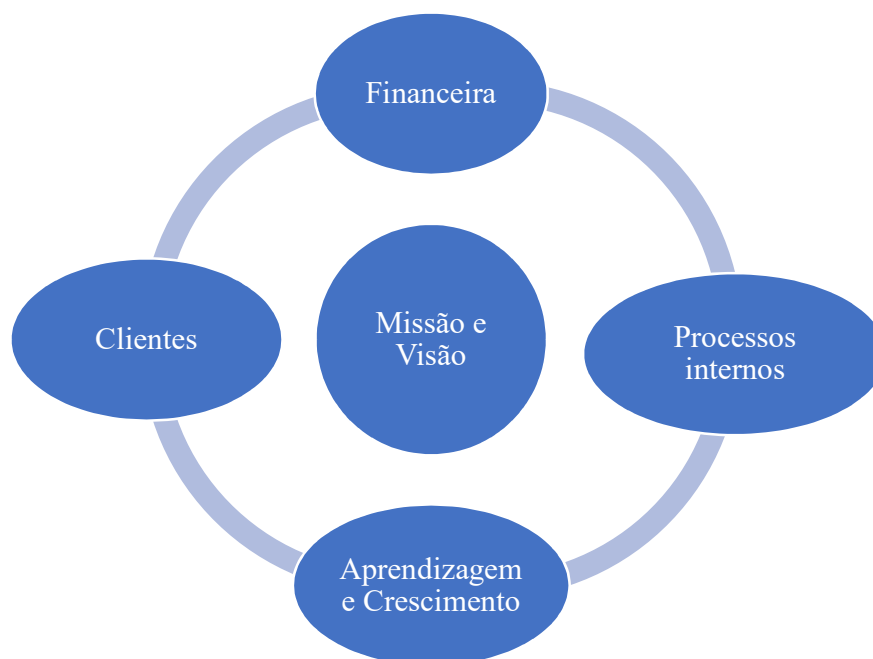 Financeira
Clientes
Missão e
Visão
Processos
internos
Aprendizagem
e Crescimento